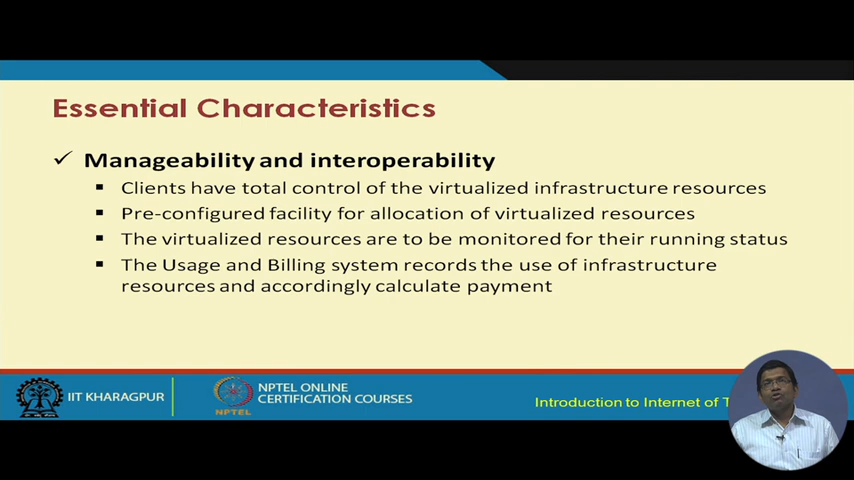 Essential Characteristics
✓ Manageability and interoperability
▪ Clients have total control of the virtualized infrastructure resources
▪ Pre-configured facility for allocation of virtualized resources
▪ The virtualized resources are to be monitored for their running status
▪ The Usage and Billing system records the use of infrastructure
resources and accordingly calculate payment
IIT KHARAGPUR
NPTEL
NPTEL ONLINE
CERTIFICATION COURSES
Introduction to Internet of T